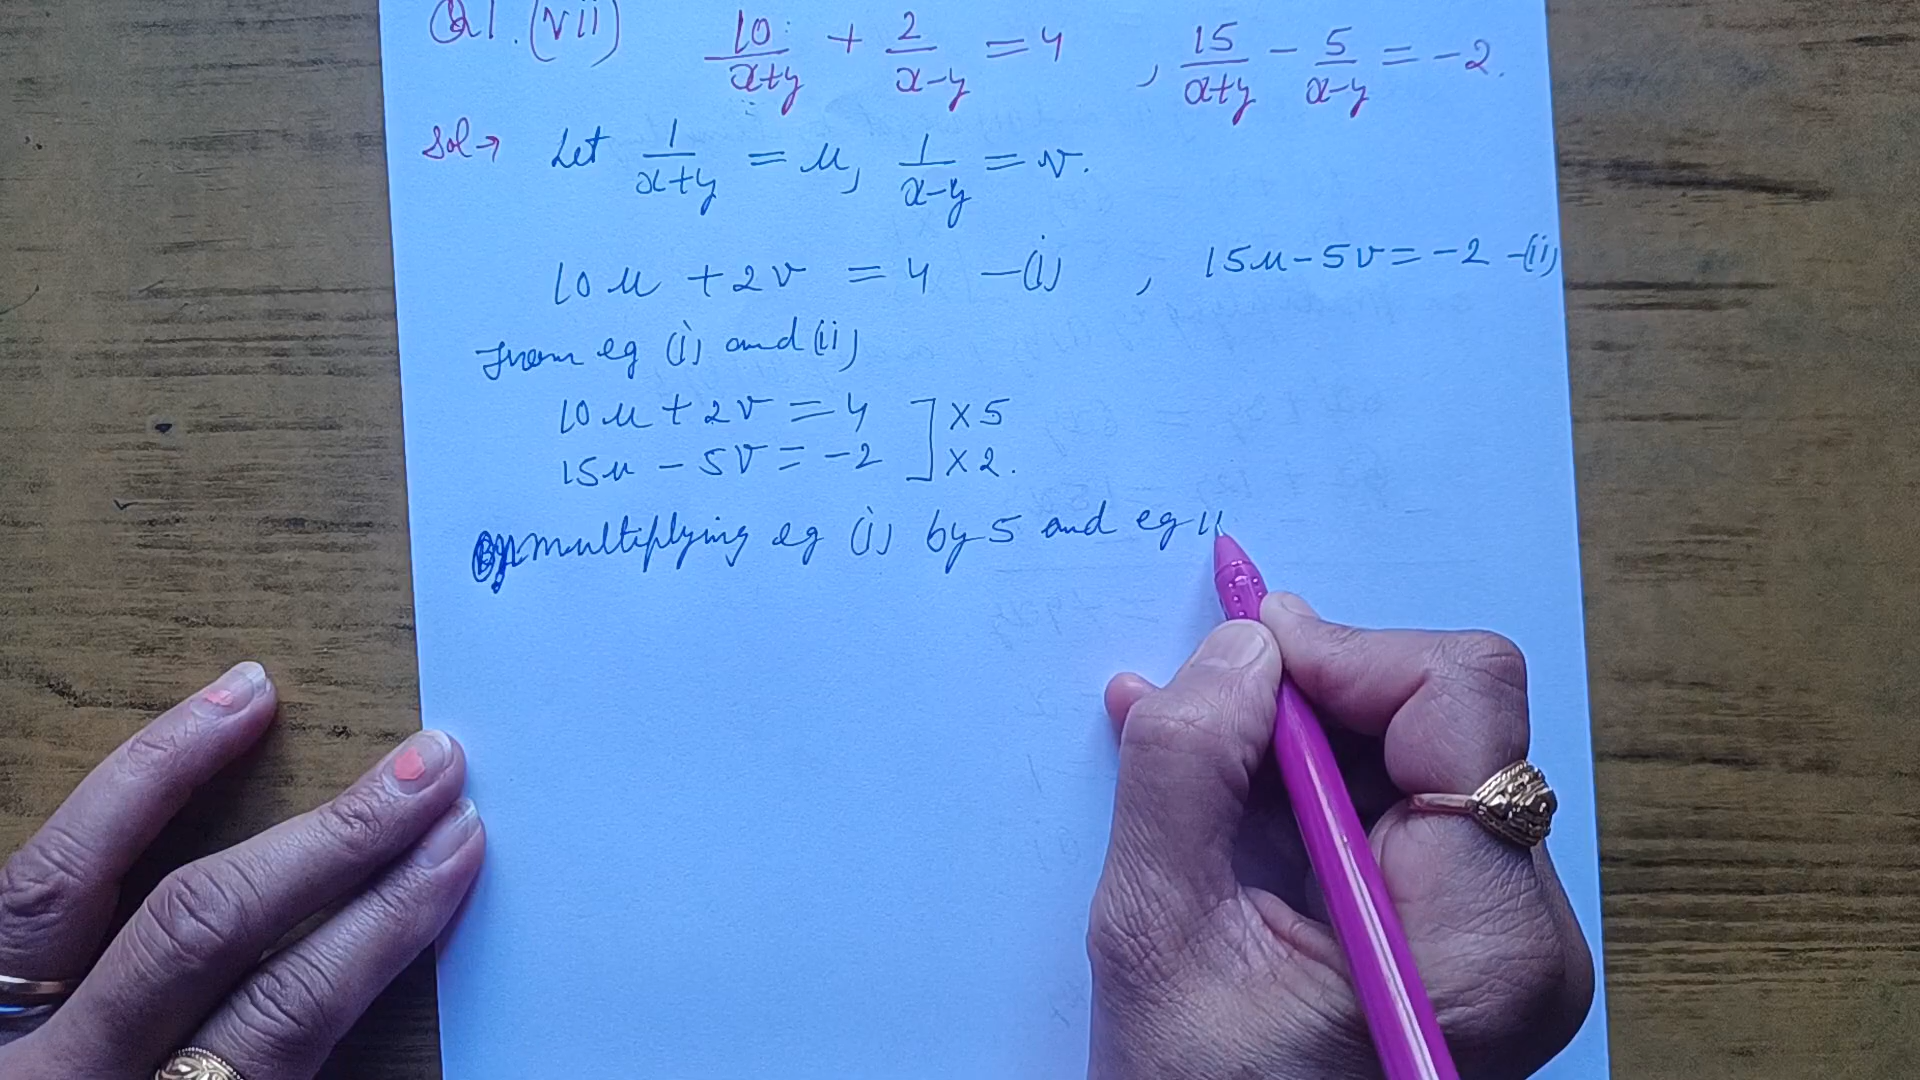 Q1. (vii) 10/x+y + 2/x-y = 4 , 15/x+y - 5/x-y = -2.
Sol → Let 1/x+y = u, 1/x-y = v.
10u + 2v = 4 -(i) , 15u - 5v = -2 -(ii)
From eq (i) and (ii)
10u + 2v = 4 ] × 5
15u - 5v = -2 ] × 2.
By multiplying eq (i) by 5 and eq ii